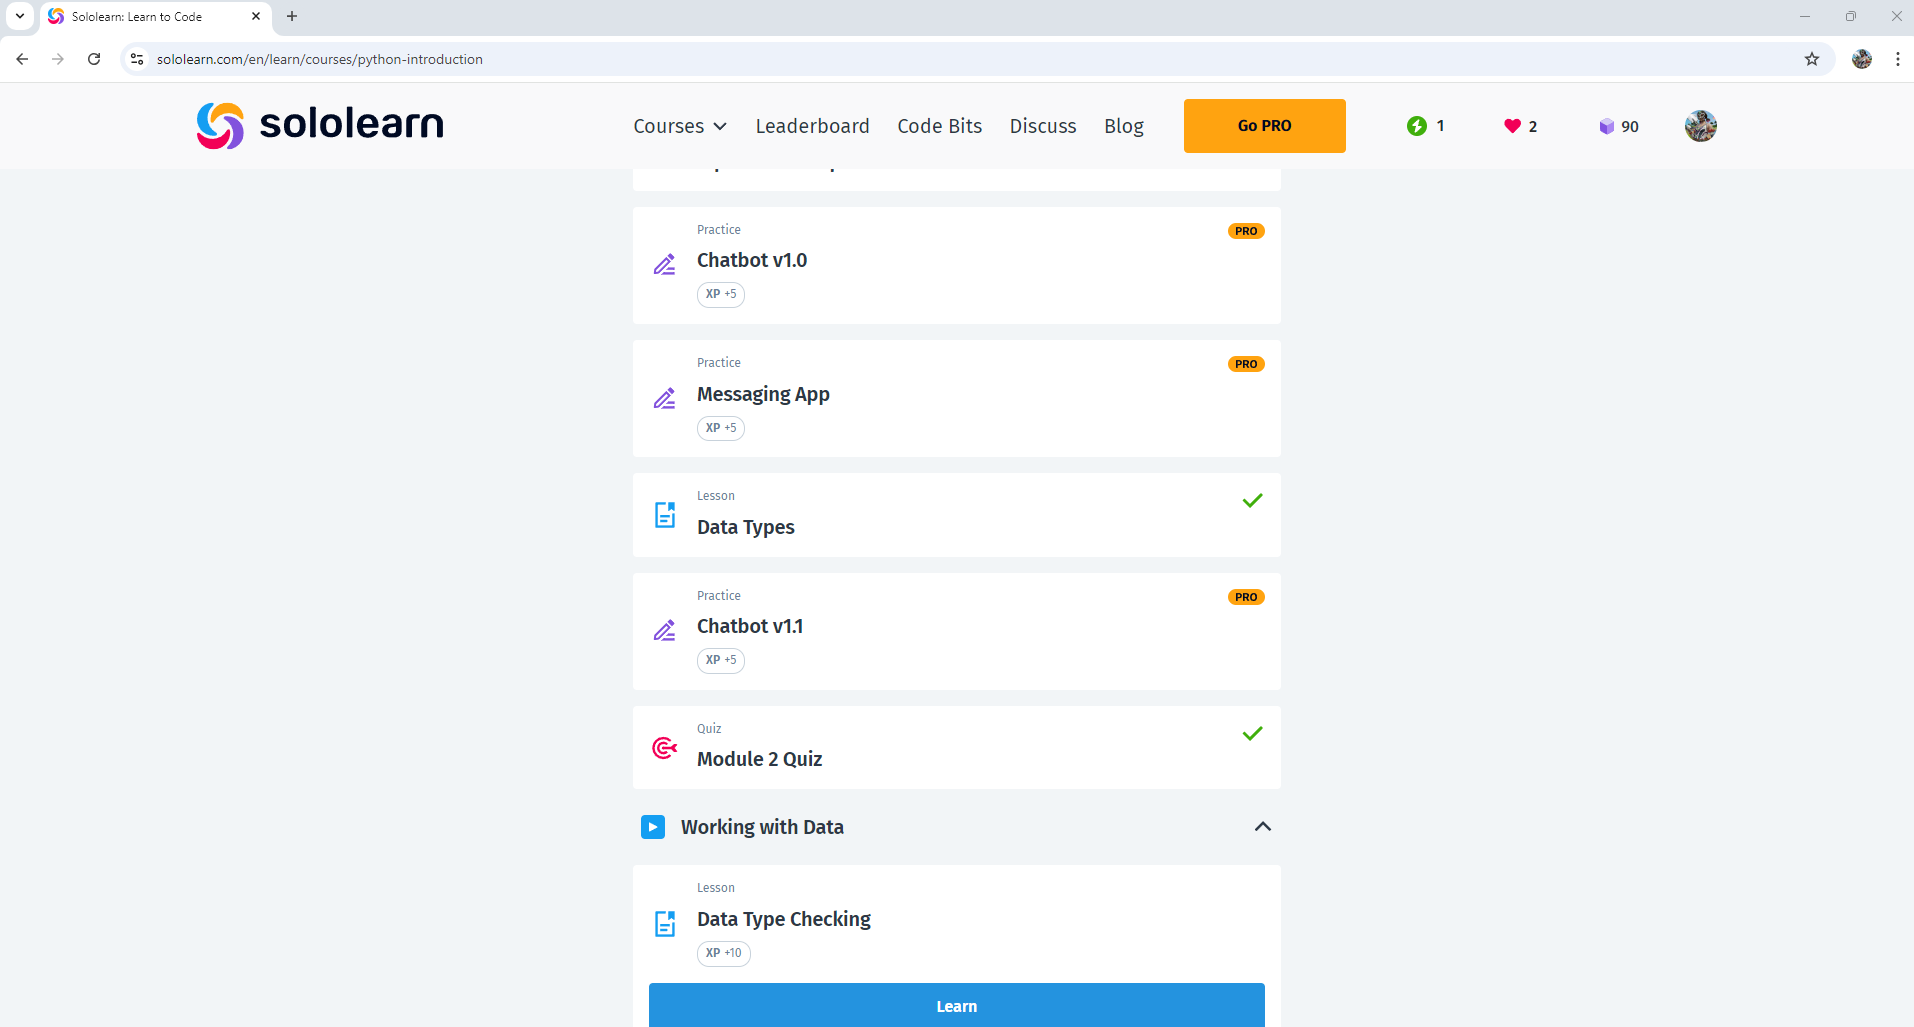 Sololearn: Learn to Code
sololearn.com/en/learn/courses/python-introduction
sololearn
Courses
Leaderboard
Code Bits
Discuss
Blog
Go PRO
1
2
90
Practice
PRO
Chatbot v1.0
XP +5
Practice
PRO
Messaging App
XP +5
Lesson
Data Types
Practice
PRO
Chatbot v1.1
XP +5
Quiz
Module 2 Quiz
Working with Data
Lesson
Data Type Checking
XP +10
Learn